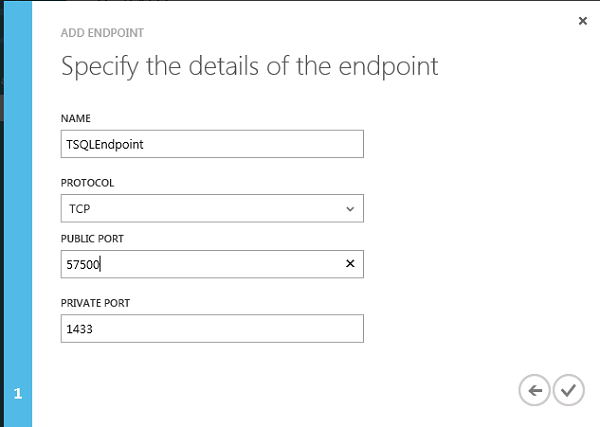 ADD ENDPOINT
Specify the details of the endpoint
NAME
TSQLEndpoint
PROTOCOL
TCP
PUBLIC PORT
57500
PRIVATE PORT
1433
1